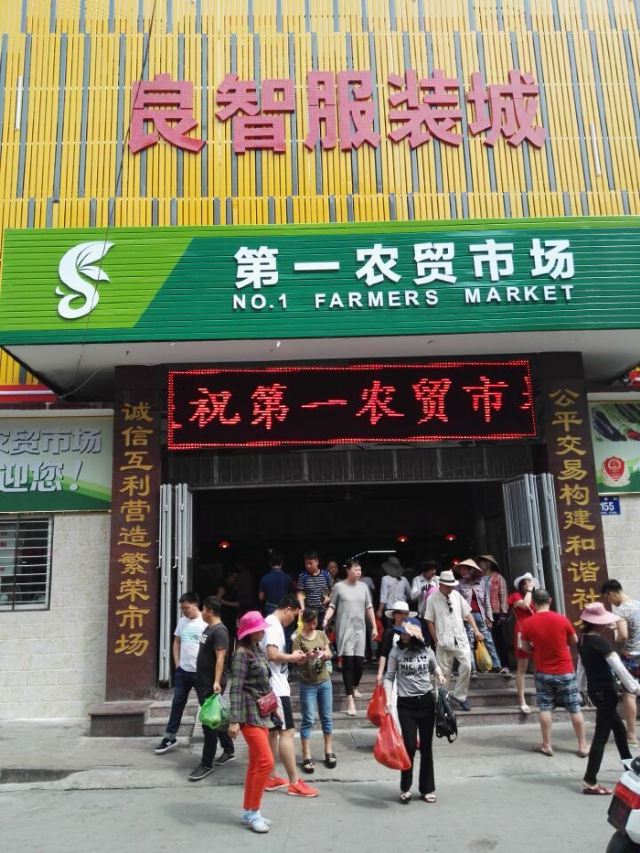 良智服装城
第一农贸市场
NO.1 FARMERS MARKET
祝第一农贸市
诚信互利营造繁荣市场
公平交易构建和谐社
农贸市场
迎您！
155